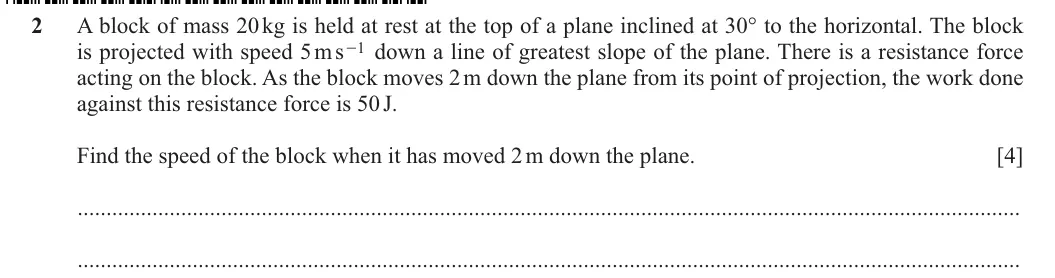 2 A block of mass 20 kg is held at rest at the top of a plane inclined at 30° to the horizontal. The block
is projected with speed 5 m s⁻¹ down a line of greatest slope of the plane. There is a resistance force
acting on the block. As the block moves 2 m down the plane from its point of projection, the work done
against this resistance force is 50 J.
Find the speed of the block when it has moved 2 m down the plane. [4]